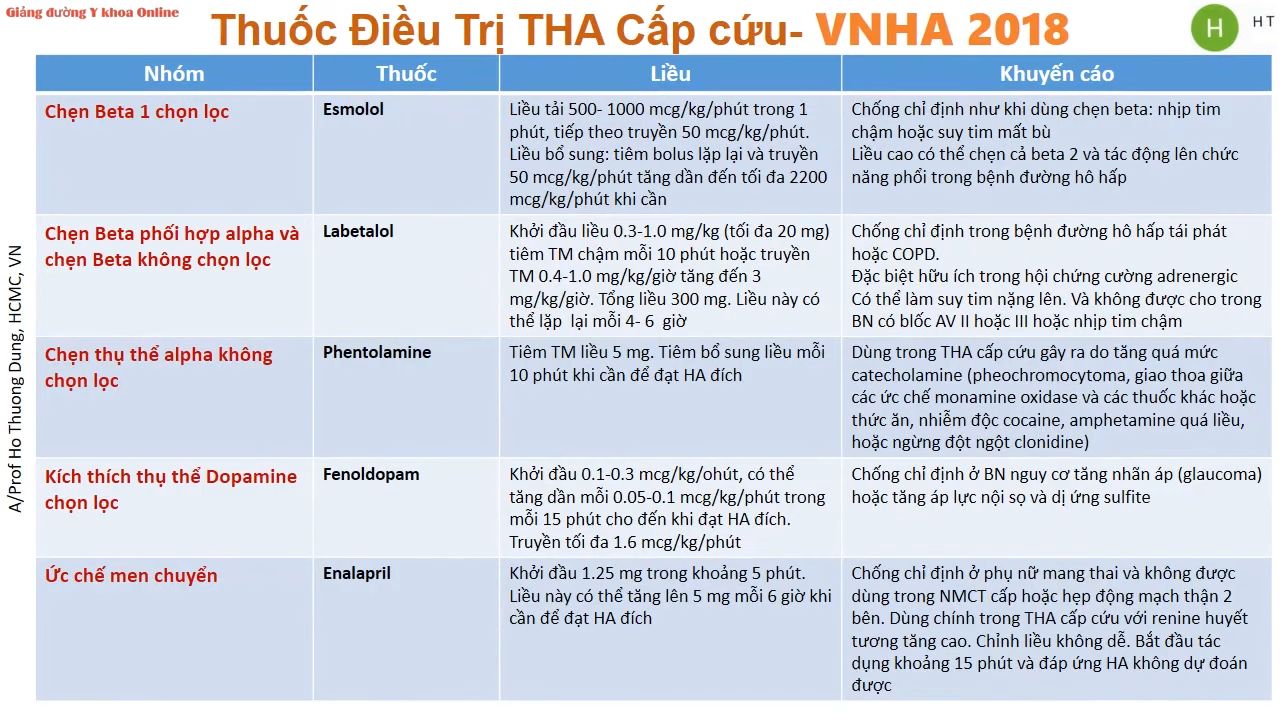 Giảng đường Y khoa Online
Thuốc Điều Trị THA Cấp cứu- VNHA 2018
H
HT
A/Prof Ho Thuong Dung, HCMC, VN
Nhóm
Thuốc
Liều
Khuyến cáo
Chẹn Beta 1 chọn lọc
Esmolol
Liều tải 500- 1000 mcg/kg/phút trong 1
phút, tiếp theo truyền 50 mcg/kg/phút.
Liều bổ sung: tiêm bolus lặp lại và truyền
50 mcg/kg/phút tăng dần đến tối đa 2200
mcg/kg/phút khi cần
Chống chỉ định như khi dùng chẹn beta: nhịp tim
chậm hoặc suy tim mất bù
Liều cao có thể chẹn cả beta 2 và tác động lên chức
năng phổi trong bệnh đường hô hấp
Chẹn Beta phối hợp alpha và
chẹn Beta không chọn lọc
Labetalol
Khởi đầu liều 0.3-1.0 mg/kg (tối đa 20 mg)
tiêm TM chậm mỗi 10 phút hoặc truyền
TM 0.4-1.0 mg/kg/giờ tăng đến 3
mg/kg/giờ. Tổng liều 300 mg. Liều này có
thể lặp lại mỗi 4- 6 giờ
Chống chỉ định trong bệnh đường hô hấp tái phát
hoặc COPD.
Đặc biệt hữu ích trong hội chứng cường adrenergic
Có thể làm suy tim nặng lên. Và không được cho trong
BN có blốc AV II hoặc III hoặc nhịp tim chậm
Chẹn thụ thể alpha không
chọn lọc
Phentolamine
Tiêm TM liều 5 mg. Tiêm bổ sung liều mỗi
10 phút khi cần để đạt HA đích
Dùng trong THA cấp cứu gây ra do tăng quá mức
catecholamine (pheochromocytoma, giao thoa giữa
các ức chế monamine oxidase và các thuốc khác hoặc
thức ăn, nhiễm độc cocaine, amphetamine quá liều,
hoặc ngừng đột ngột clonidine)
Kích thích thụ thể Dopamine
chọn lọc
Fenoldopam
Khởi đầu 0.1-0.3 mcg/kg/ohút, có thể
tăng dần mỗi 0.05-0.1 mcg/kg/phút trong
mỗi 15 phút cho đến khi đạt HA đích.
Truyền tối đa 1.6 mcg/kg/phút
Chống chỉ định ở BN nguy cơ tăng nhãn áp (glaucoma)
hoặc tăng áp lực nội sọ và dị ứng sulfite
Ức chế men chuyển
Enalapril
Khởi đầu 1.25 mg trong khoảng 5 phút.
Liều này có thể tăng lên 5 mg mỗi 6 giờ khi
cần để đạt HA đích
Chống chỉ định ở phụ nữ mang thai và không được
dùng trong NMCT cấp hoặc hẹp động mạch thận 2
bên. Dùng chính trong THA cấp cứu với renine huyết
tương tăng cao. Chỉnh liều không dễ. Bắt đầu tác
dụng khoảng 15 phút và đáp ứng HA không dự đoán
được